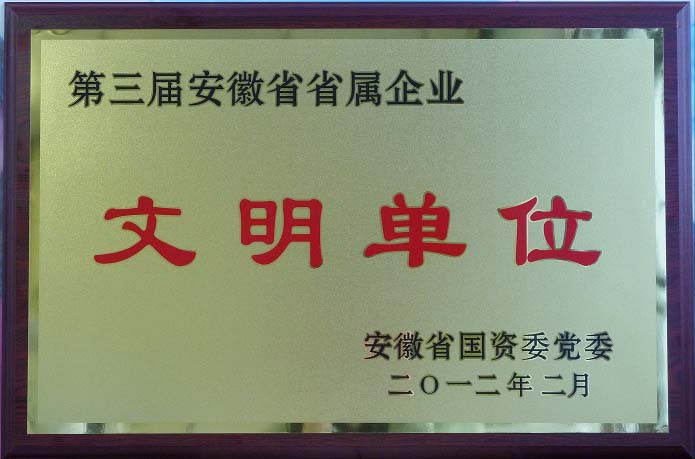 第三届安徽省省属企业
文明单位
安徽省国资委党委
二〇一二年二月